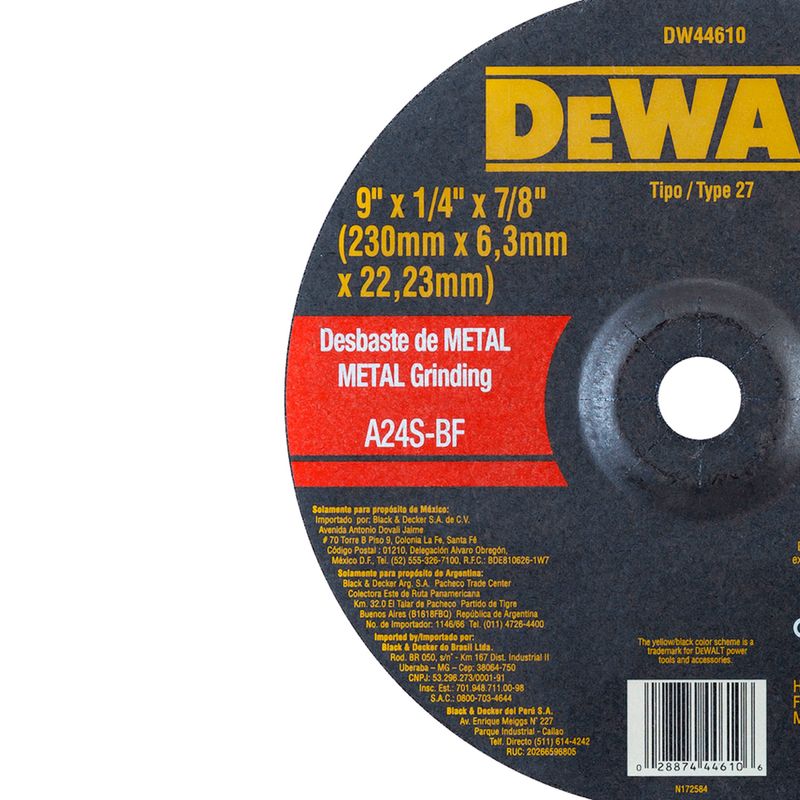 DW44610
DEWA
Tipo / Type 27
9" x 1/4" x 7/8"
(230mm x 6,3mm
x 22,23mm)
Desbaste de METAL
METAL Grinding
A24S-BF
Solamente para propósito de México:
Importado por: Black & Decker S.A. de C.V.
Avenida Antonio Dovali Jaime
# 70 Torre B Piso 9, Colonia La Fe, Santa Fé
Código Postal : 01210, Delegación Alvaro Obregón,
México D.F., Tel. (52) 555-326-7100, R.F.C.: BDE810626-1W7
Solamente para propósito de Argentina:
Black & Decker Arg. S.A. Pacheco Trade Center
Colectora Este de Ruta Panamericana
Km. 32.0 El Talar de Pacheco Partido de Tigre
Buenos Aires (B1618FBQ) República de Argentina
No. de Importador: 1146/66 Tel. (011) 4726-4400
Imported by/Importado por:
Black & Decker do Brasil Ltda.
Rod. BR 050, s/n° - Km 167 Dist. Industrial II
Uberaba – MG – Cep: 38064-750
CNPJ: 53.296.273/0001-91
Insc. Est.: 701.948.711.00-98
S.A.C.: 0800-703-4644
Black & Decker del Perú S.A.
Av. Enrique Meiggs N° 227
Parque Industrial - Callao
Telf. Directo (511) 614-4242
RUC: 20266596805
The yellow/black color scheme is a
trademark for DEWALT power
tools and accessories.
0 28874 44610 6
N172584